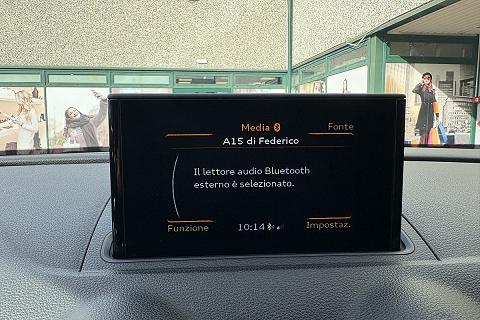 Media
Fonte
A15 di Federico
Il lettore audio Bluetooth
esterno è selezionato.
Funzione
10:14
Impostaz.